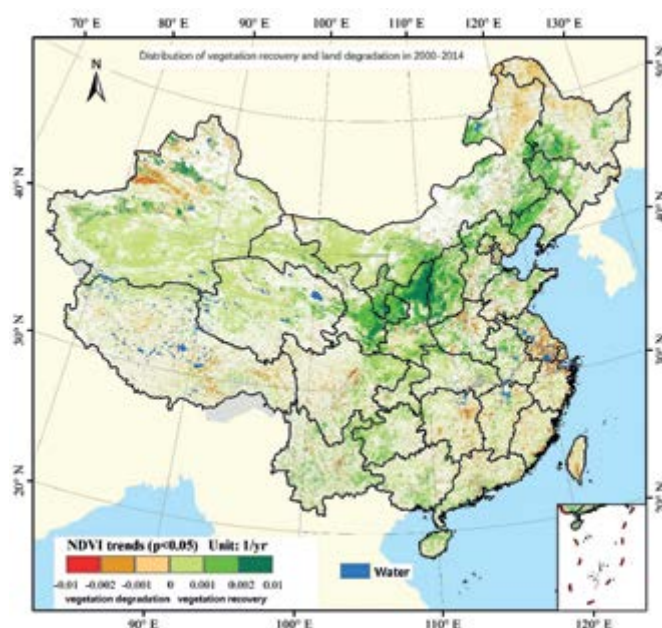 70° E 80° E 90° E 100° E 110° E 120° E 130° E
Distribution of vegetation recovery and land degradation in 2000-2014
N
40° N
30° N
20° N
40° N
NDVI trends (p<0.05) Unit: 1/yr
-0.01 -0.002 -0.001 0 0.001 0.002 0.01
vegetation degradation vegetation recovery
Water
90° E 100° E 110° E 120° E